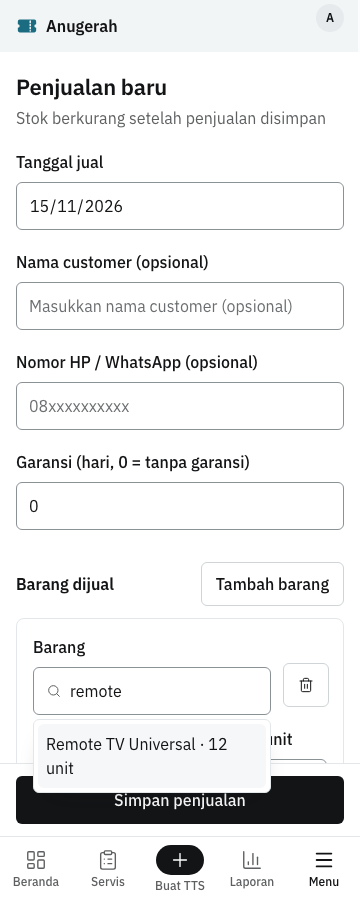 Anugerah
A
Penjualan baru
Stok berkurang setelah penjualan disimpan
Tanggal jual
15/11/2026
Nama customer (opsional)
Masukkan nama customer (opsional)
Nomor HP / WhatsApp (opsional)
08xxxxxxxxxx
Garansi (hari, 0 = tanpa garansi)
0
Barang dijual
Tambah barang
Barang
remote
Remote TV Universal · 12
unit
Simpan penjualan
Beranda
Servis
Buat TTS
Laporan
Menu